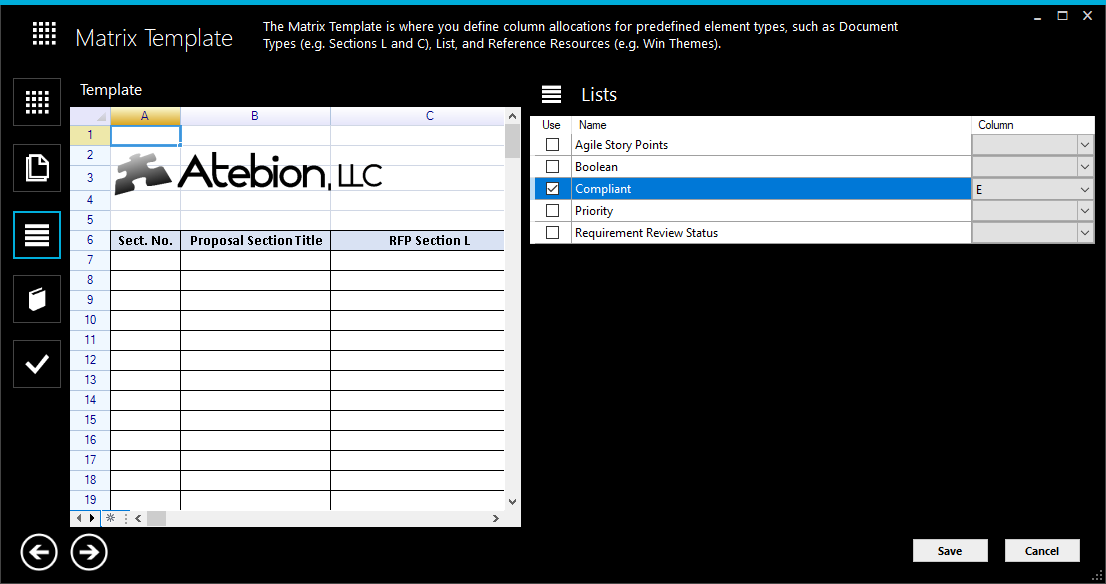 Matrix Template
The Matrix Template is where you define column allocations for predefined element types, such as Document
Types (e.g. Sections L and C), List, and Reference Resources (e.g. Win Themes).
Template
A B C
1
2
3
4
5
6 Sect. No. Proposal Section Title RFP Section L
7
8
9
10
11
12
13
14
15
16
17
18
19
Atebion, LLC
Lists
Use Name Column
Agile Story Points
Boolean
Compliant E
Priority
Requirement Review Status
Save Cancel